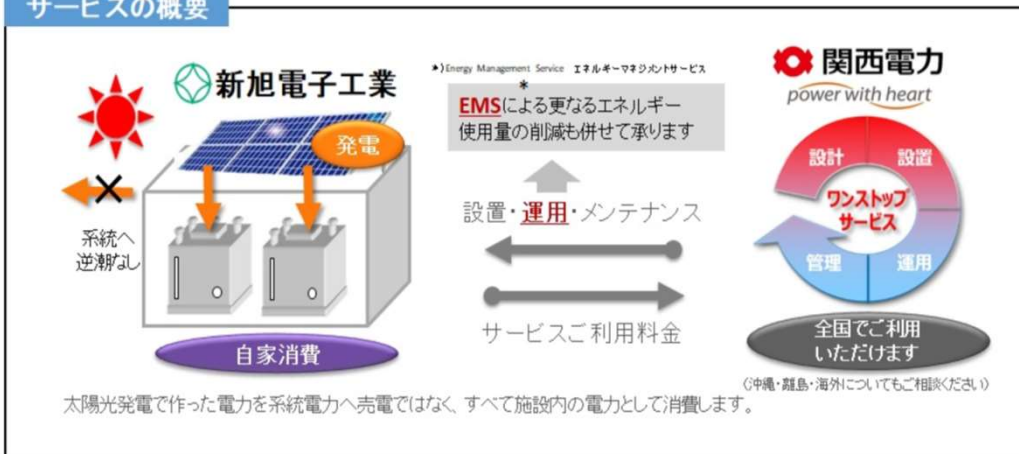 サービスの概要
新旭電子工業
*)Energy Management Service エネルギーマネジメントサービス
関西電力
power with heart
*
EMSによる更なるエネルギー
使用量の削減も併せて承ります
発電
設計
設置
ワンストップ
サービス
管理
運用
設置・運用・メンテナンス
系統へ
逆潮なし
サービスご利用料金
自家消費
全国でご利用
いただけます
(沖縄・離島・海外についてもご相談ください)
太陽光発電で作った電力を系統電力へ売電ではなく、すべて施設内の電力として消費します。